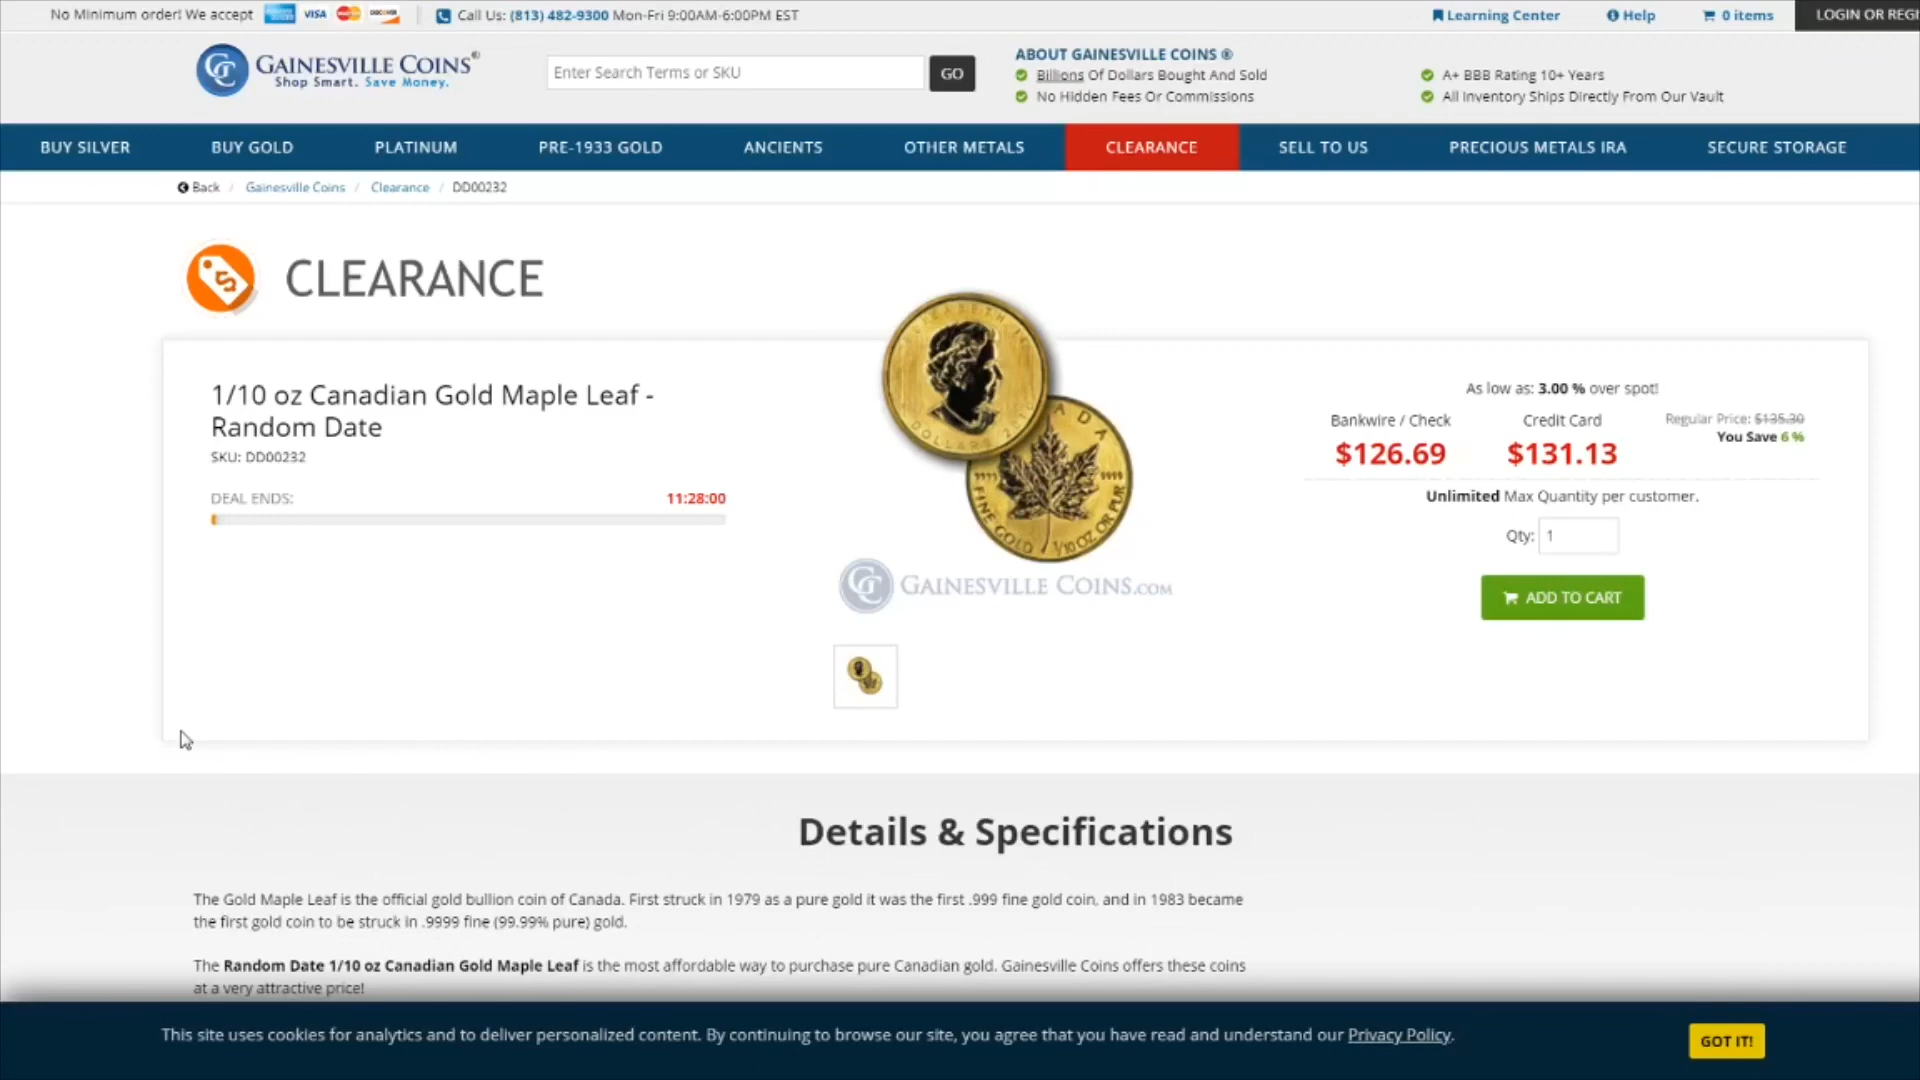 No Minimum order! We accept
VISA
DISCOVER
Call Us: (813) 482-9300 Mon-Fri 9:00AM-6:00PM EST
Learning Center
Help
0 items
LOGIN OR REGI
GAINESVILLE COINS®
Shop Smart. Save Money.
Enter Search Terms or SKU
GO
ABOUT GAINESVILLE COINS ®
Billions Of Dollars Bought And Sold
A+ BBB Rating 10+ Years
No Hidden Fees Or Commissions
All Inventory Ships Directly From Our Vault
BUY SILVER
BUY GOLD
PLATINUM
PRE-1933 GOLD
ANCIENTS
OTHER METALS
CLEARANCE
SELL TO US
PRECIOUS METALS IRA
SECURE STORAGE
Back / Gainesville Coins / Clearance / DD00232
CLEARANCE
1/10 oz Canadian Gold Maple Leaf -
Random Date
SKU: DD00232
DEAL ENDS:
11:28:00
9999
9999
FINE GOLD 1/10 OZ OR PUR
GAINESVILLE COINS.COM
As low as: 3.00 % over spot!
Bankwire / Check
Credit Card
Regular Price: $135.30
You Save 6 %
$126.69
$131.13
Unlimited Max Quantity per customer.
Qty: 1
ADD TO CART
Details & Specifications
The Gold Maple Leaf is the official gold bullion coin of Canada. First struck in 1979 as a pure gold it was the first .999 fine gold coin, and in 1983 became
the first gold coin to be struck in .9999 fine (99.99% pure) gold.
The Random Date 1/10 oz Canadian Gold Maple Leaf is the most affordable way to purchase pure Canadian gold. Gainesville Coins offers these coins
at a very attractive price!
This site uses cookies for analytics and to deliver personalized content. By continuing to browse our site, you agree that you have read and understand our Privacy Policy.
GOT IT!